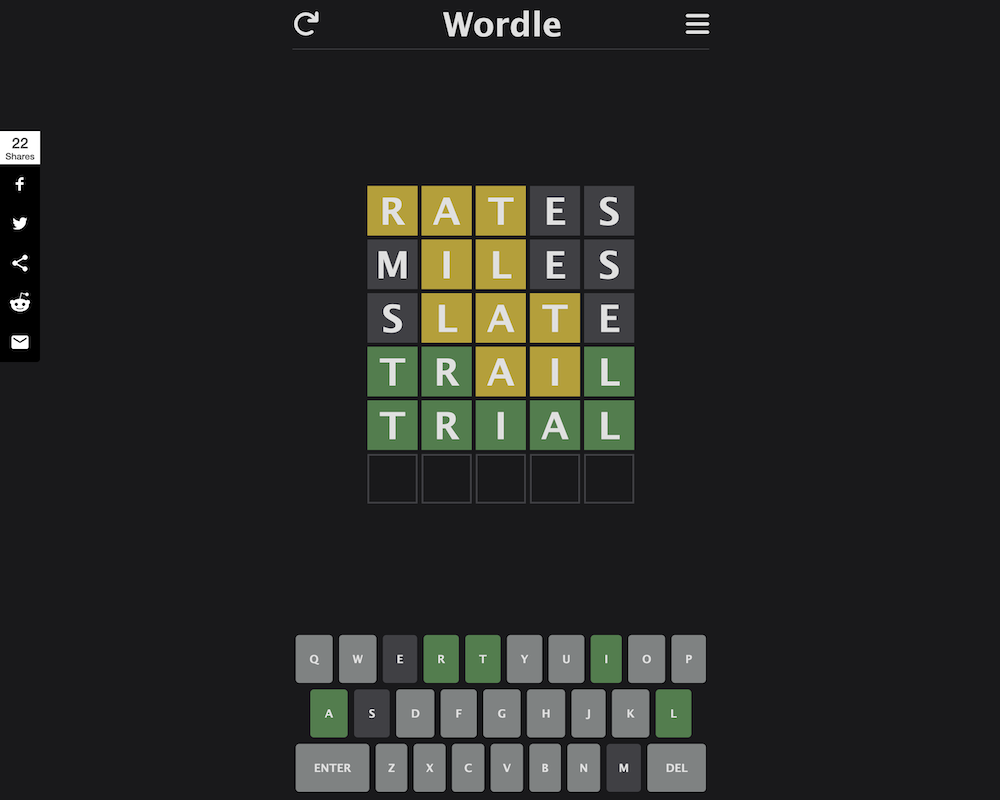 Wordle
22
Shares
R A T E S
M I L E S
S L A T E
T R A I L
T R I A L
Q W E R T Y U I O P
A S D F G H J K L
ENTER Z X C V B N M DEL